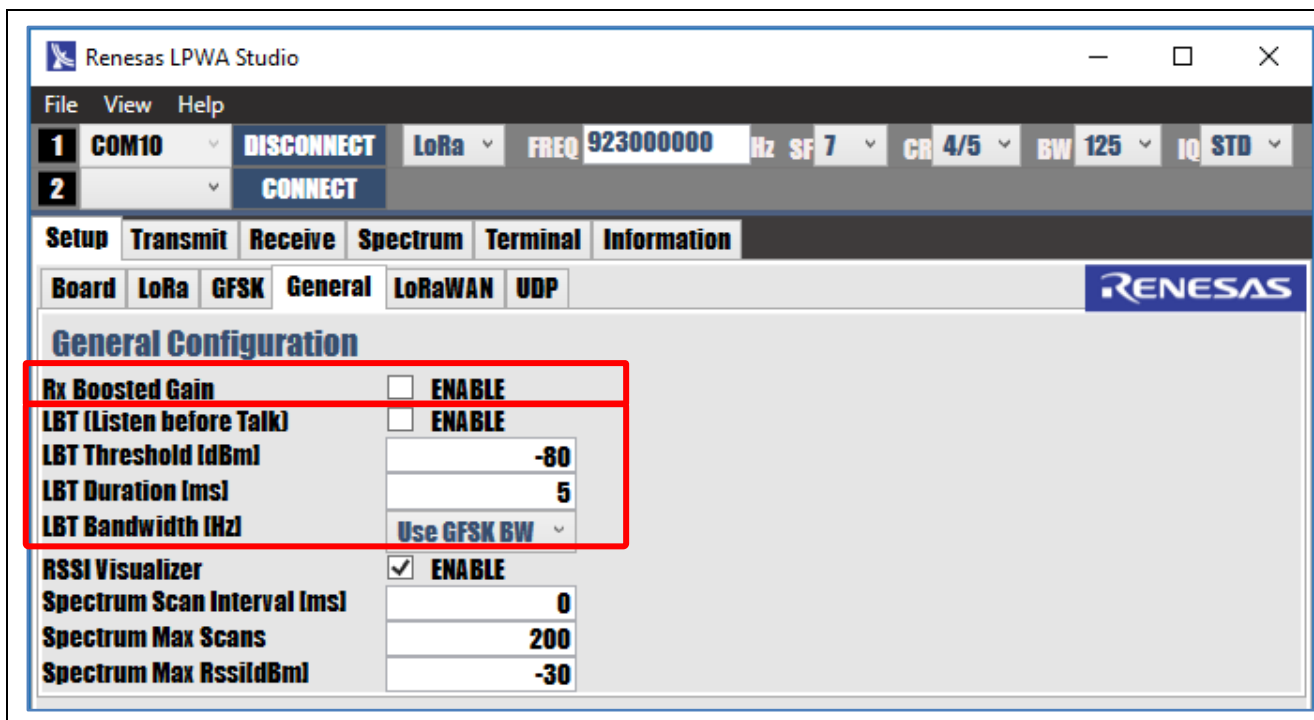 Renesas LPWA Studio
File View Help
1 COM10 DISCONNECT LoRa FREQ 923000000 Hz SF 7 CR 4/5 BW 125 IQ STD
2 CONNECT
Setup Transmit Receive Spectrum Terminal Information
Board LoRa GFSK General LoRaWAN UDP RENESAS
General Configuration
Rx Boosted Gain ENABLE
LBT (Listen before Talk) ENABLE
LBT Threshold [dBm] -80
LBT Duration [ms] 5
LBT Bandwidth [Hz] Use GFSK BW
RSSI Visualizer ENABLE
Spectrum Scan Interval [ms] 0
Spectrum Max Scans 200
Spectrum Max Rssi[dBm] -30